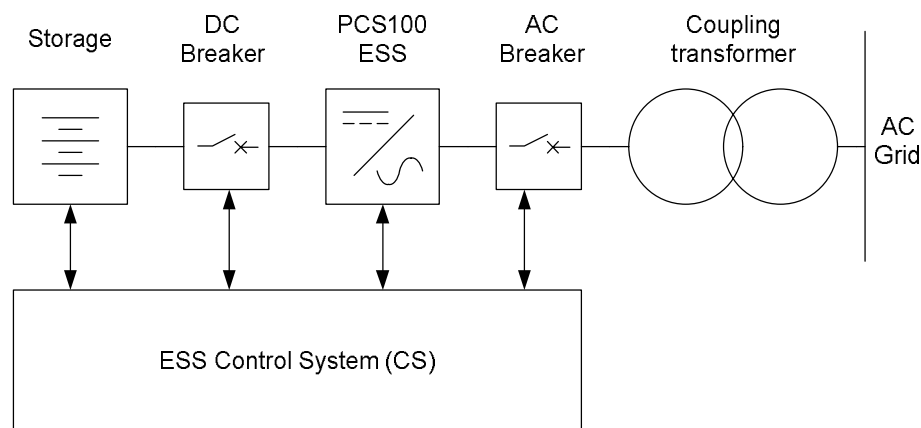 Storage
DC
Breaker
PCS100
ESS
AC
Breaker
Coupling
transformer
AC
Grid
ESS Control System (CS)